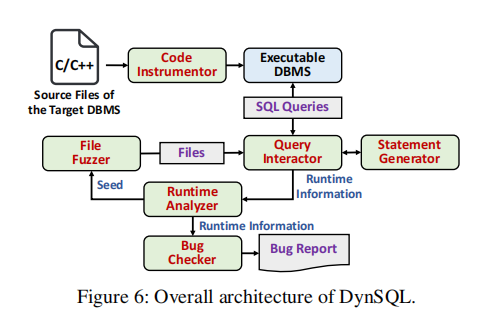 C/C++
Source Files of
the Target DBMS
Code
Instrumentor
Executable
DBMS
SQL Queries
File
Fuzzer
Files
Query
Interactor
Statement
Generator
Seed
Runtime
Information
Runtime
Analyzer
Runtime Information
Bug
Checker
Bug Report
Figure 6: Overall architecture of DynSQL.